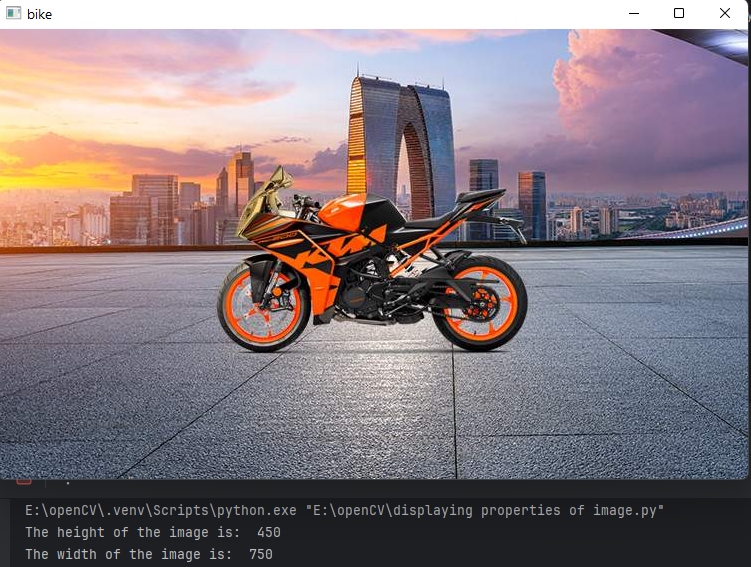 bike
KTM
E:\openCV\.venv\Scripts\python.exe "E:\openCV\displaying properties of image.py"
The height of the image is:  450
The width of the image is:  750